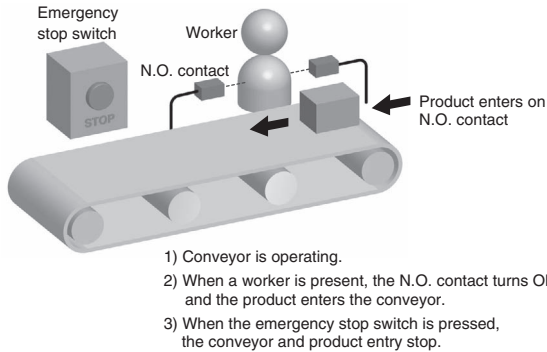 Emergency
stop switch
Worker
N.O. contact
STOP
Product enters on
N.O. contact
1) Conveyor is operating.
2) When a worker is present, the N.O. contact turns
and the product enters the conveyor.
3) When the emergency stop switch is pressed,
the conveyor and product entry stop.